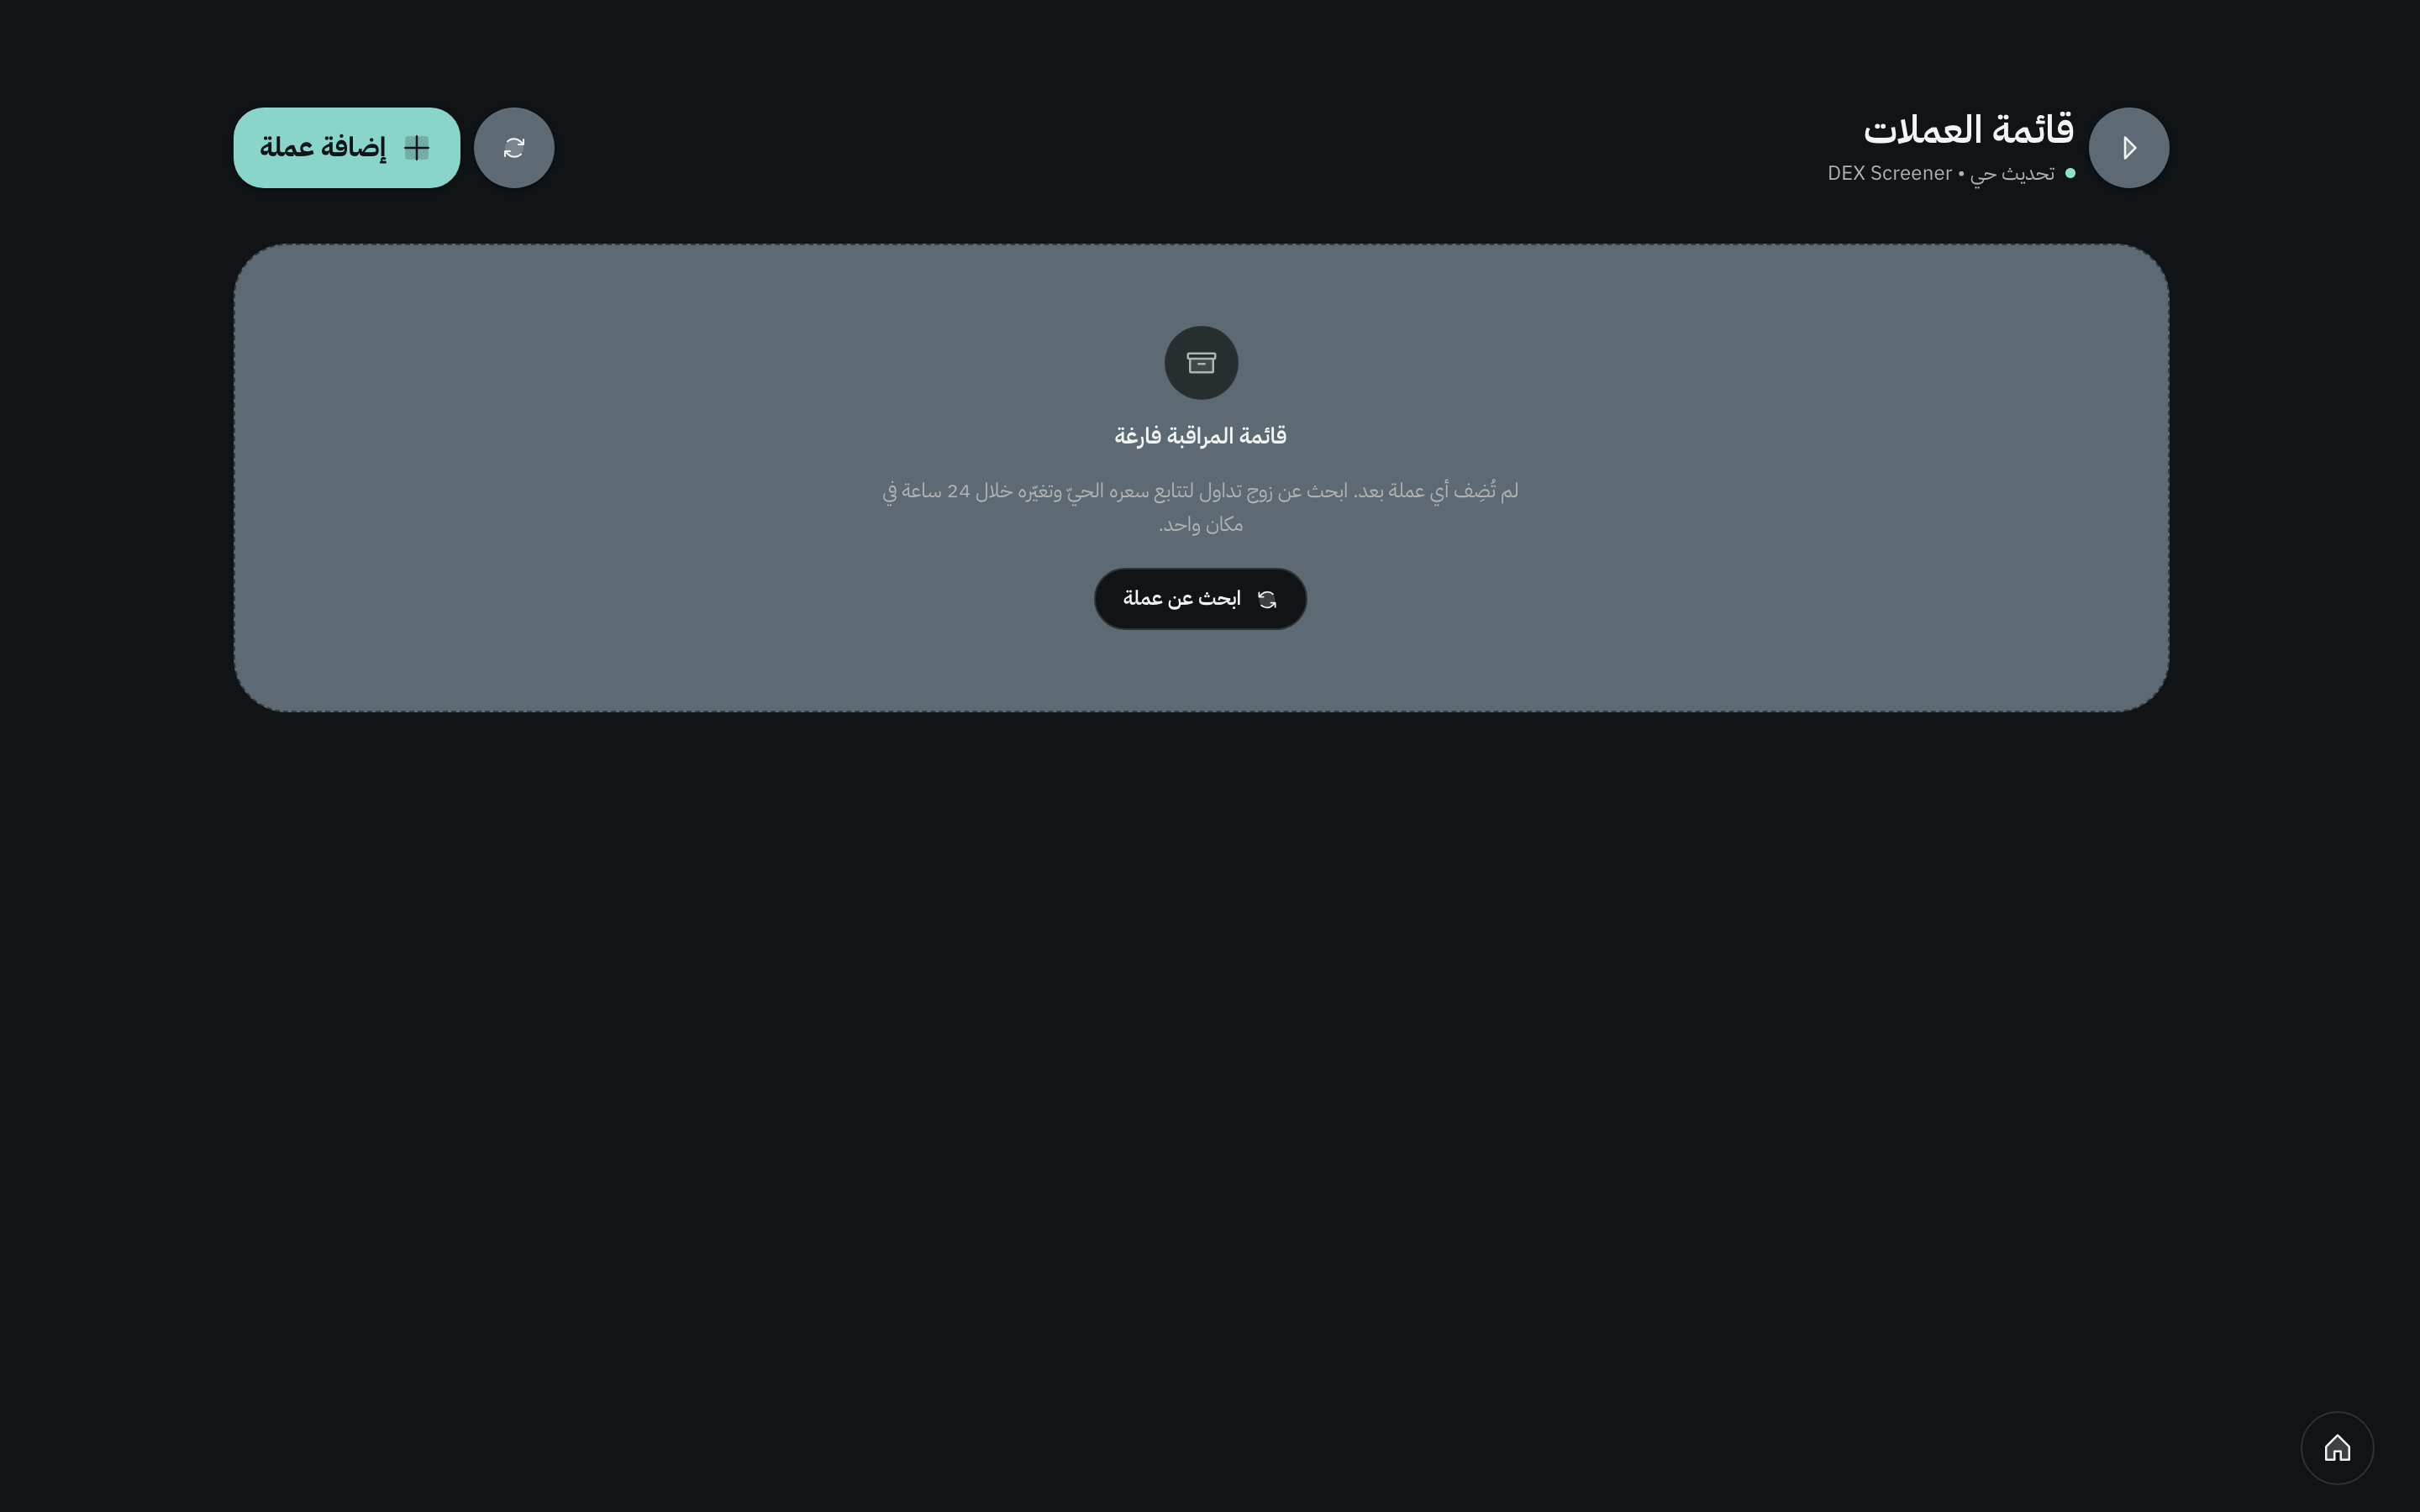 قائمة العملات
تحديث حي • DEX Screener
إضافة عملة
قائمة المراقبة فارغة
لم تُضِف أي عملة بعد. ابحث عن زوج تداول لتتابع سعره الحيّ وتغيّره خلال 24 ساعة في
مكان واحد.
ابحث عن عملة